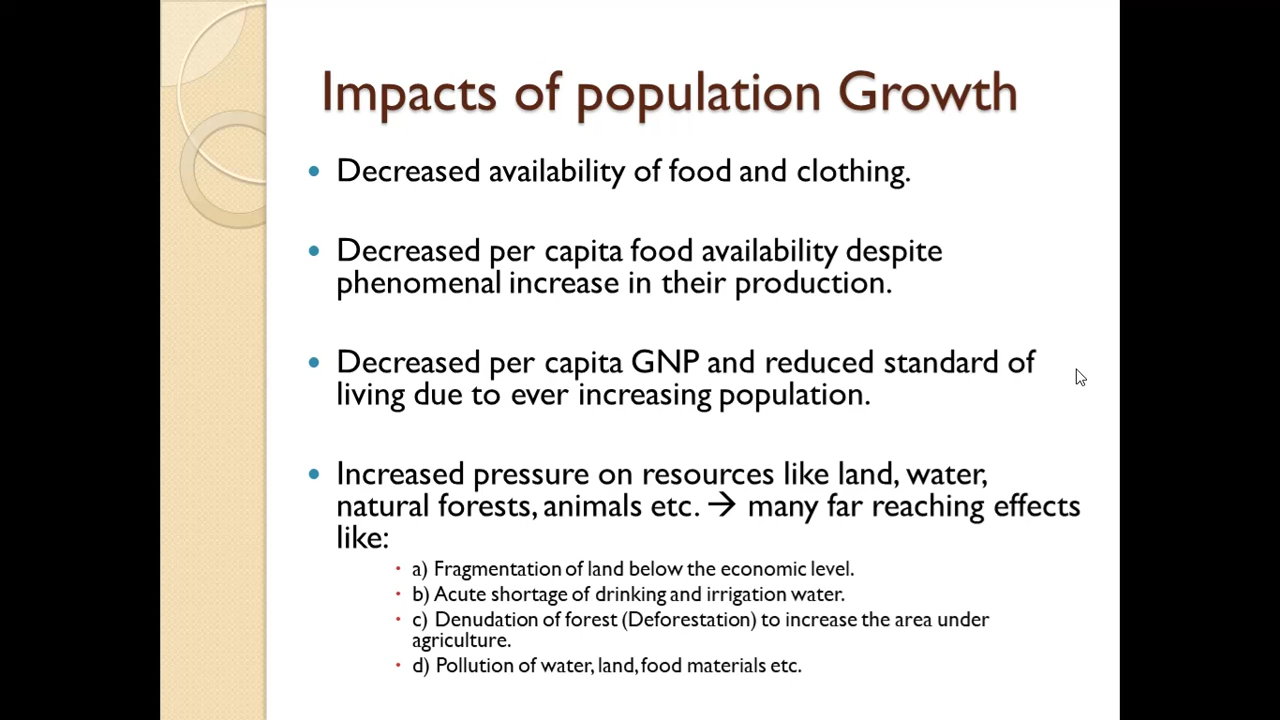 Impacts of population Growth
• Decreased availability of food and clothing.
• Decreased per capita food availability despite
phenomenal increase in their production.
• Decreased per capita GNP and reduced standard of
living due to ever increasing population.
• Increased pressure on resources like land, water,
natural forests, animals etc. → many far reaching effects
like:
• a) Fragmentation of land below the economic level.
• b) Acute shortage of drinking and irrigation water.
• c) Denudation of forest (Deforestation) to increase the area under
agriculture.
• d) Pollution of water, land, food materials etc.